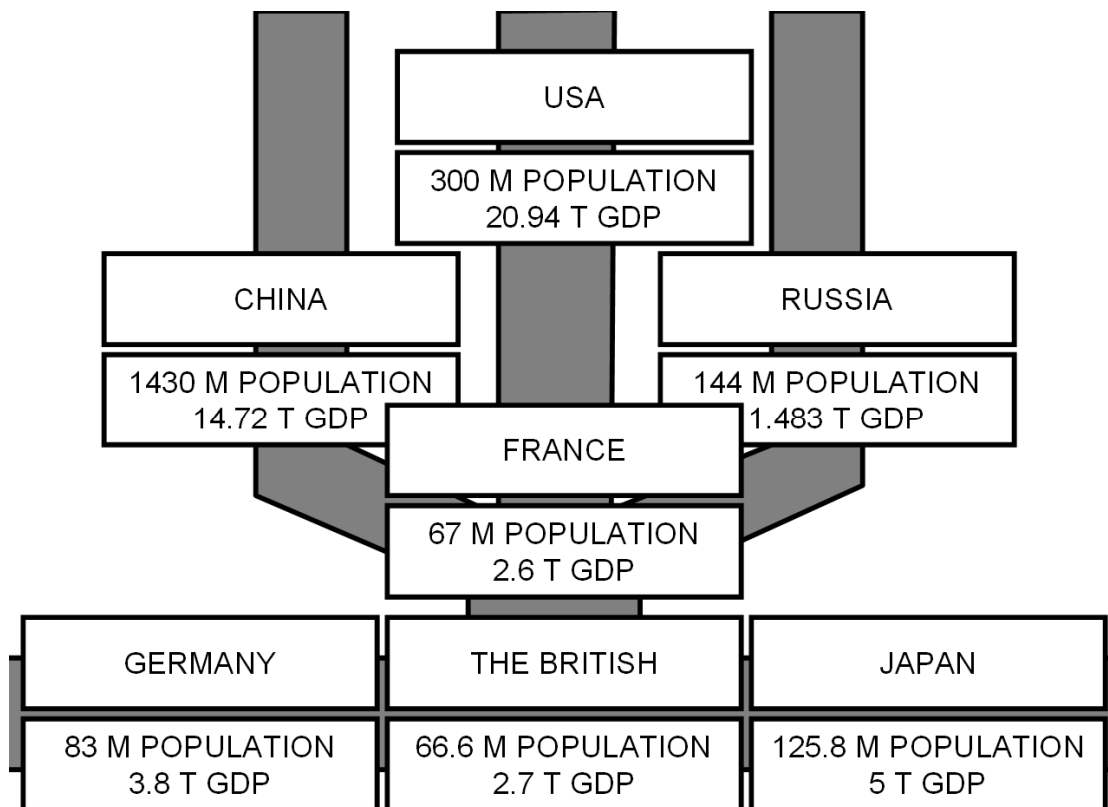 USA
300 M POPULATION
20.94 T GDP
CHINA
1430 M POPULATION
14.72 T GDP
RUSSIA
144 M POPULATION
1.483 T GDP
FRANCE
67 M POPULATION
2.6 T GDP
GERMANY
83 M POPULATION
3.8 T GDP
THE BRITISH
66.6 M POPULATION
2.7 T GDP
JAPAN
125.8 M POPULATION
5 T GDP